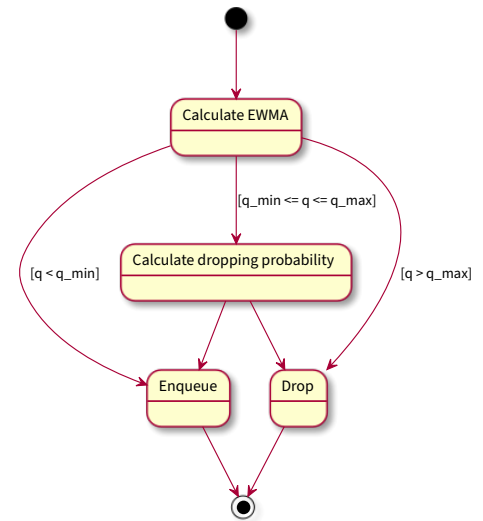 Calculate EWMA
[q_min <= q <= q_max]
Calculate dropping probability
[q < q_min]
[q > q_max]
Enqueue
Drop